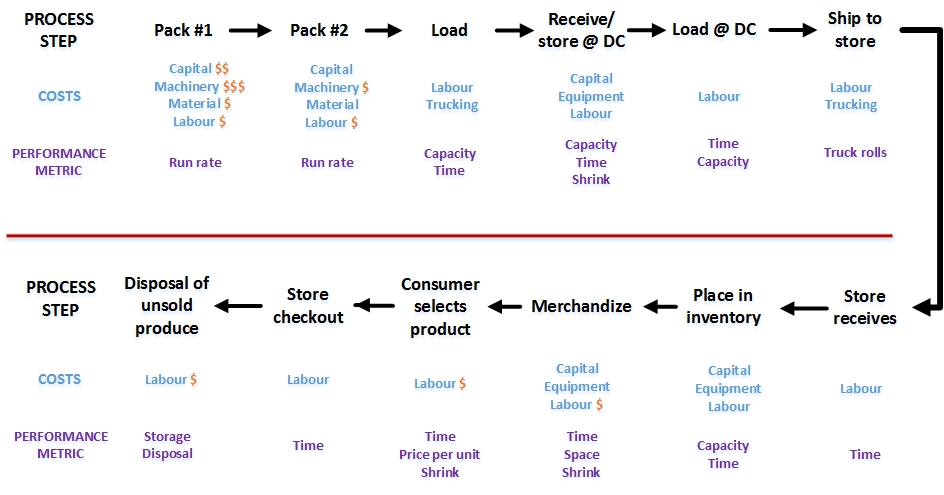 PROCESS STEP
Pack #1
Pack #2
Load
Receive/
store @ DC
Load @ DC
Ship to
store
COSTS
Capital $$
Machinery $$$
Material $
Labour $
Capital
Machinery $
Material
Labour $
Labour
Trucking
Capital
Equipment
Labour
Labour
Labour
Trucking
PERFORMANCE
METRIC
Run rate
Run rate
Capacity
Time
Capacity
Time
Shrink
Time
Capacity
Truck rolls
PROCESS
STEP
Disposal of
unsold
produce
Store
checkout
Consumer
selects
product
Merchandize
Place in
inventory
Store
receives
COSTS
Labour $
Labour
Labour $
Capital
Equipment
Labour $
Capital
Equipment
Labour
Labour
PERFORMANCE
METRIC
Storage
Disposal
Time
Time
Price per unit
Shrink
Time
Space
Shrink
Capacity
Time
Time